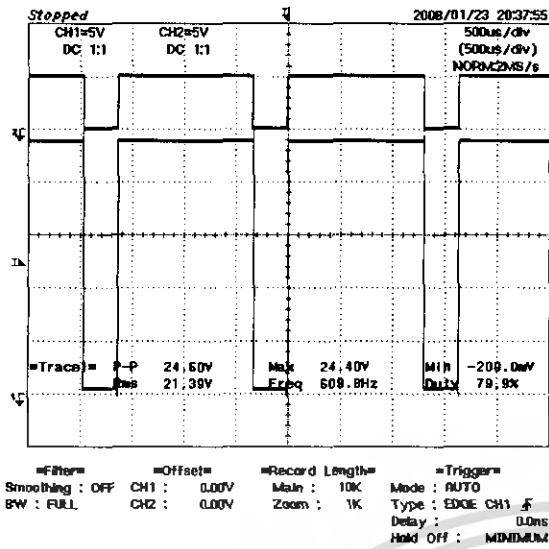 Stopped 2008/01/23 20:37:55
CH1=5V CH2=5V 500us/div
DC 1:1 DC 1:1 (500us/div)
NORM:2MS/s
=Trace1= P-P 24.60V Max 24.40V Min -200.0mV
Rms 21.39V Freq 609.8Hz Duty 79.9%
=Filter= =Offset= =Record Length= =Trigger=
Smoothing : OFF CH1 : 0.00V Main : 10K Mode : AUTO
BW : FULL CH2 : 0.00V Zoom : 1K Type : EDGE CH1
Delay : 0.0ns
Hold Off : MINIMUM